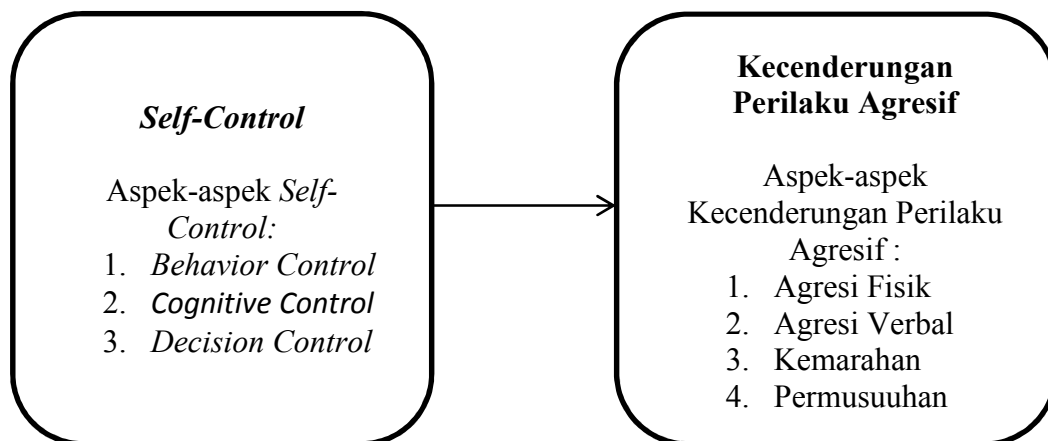 Self-Control
Aspek-aspek Self-
Control:
1. Behavior Control
2. Cognitive Control
3. Decision Control
Kecenderungan
Perilaku Agresif
Aspek-aspek
Kecenderungan Perilaku
Agresif :
1. Agresi Fisik
2. Agresi Verbal
3. Kemarahan
4. Permusuuhan